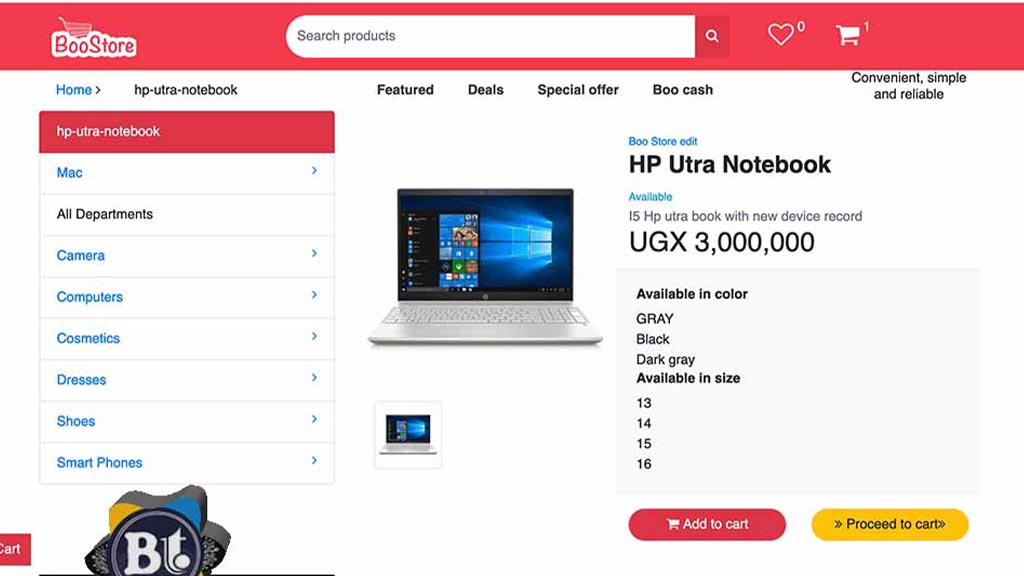 BooStore
Search products
0
1
Home > hp-utra-notebook
Featured Deals Special offer Boo cash
Convenient, simple
and reliable
hp-utra-notebook
Mac
All Departments
Camera
Computers
Cosmetics
Dresses
Shoes
Smart Phones
Boo Store edit
HP Utra Notebook
Available
I5 Hp utra book with new device record
UGX 3,000,000
Available in color
GRAY
Black
Dark gray
Available in size
13
14
15
16
Add to cart
» Proceed to cart»
Cart
Bt